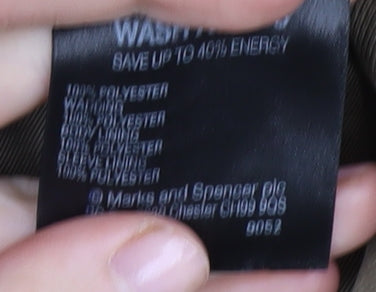 WASH
SAVE UP TO 40% ENERGY
100% POLYESTER
100% POLYESTER
BODY LINING
100% POLYESTER
SLEEVE LINING
100% POLYESTER
© Marks and Spencer plc
Chester CH99 9QS
9052